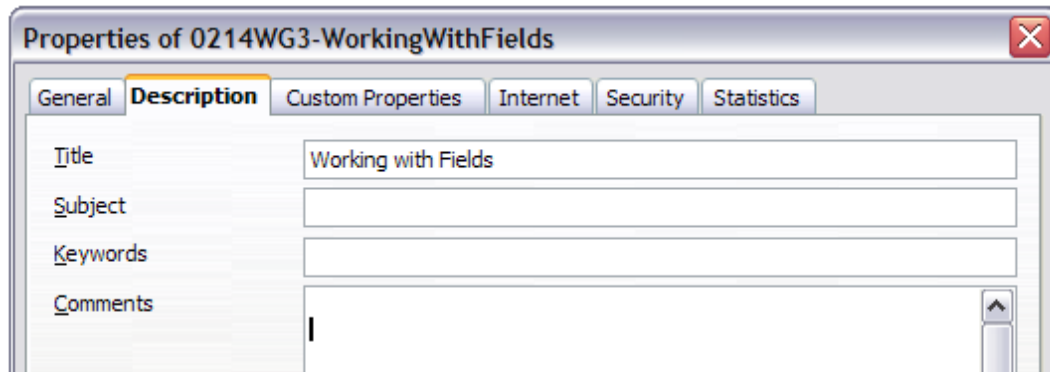 Properties of 0214WG3-WorkingWithFields
General Description Custom Properties Internet Security Statistics
Title Working with Fields
Subject
Keywords
Comments